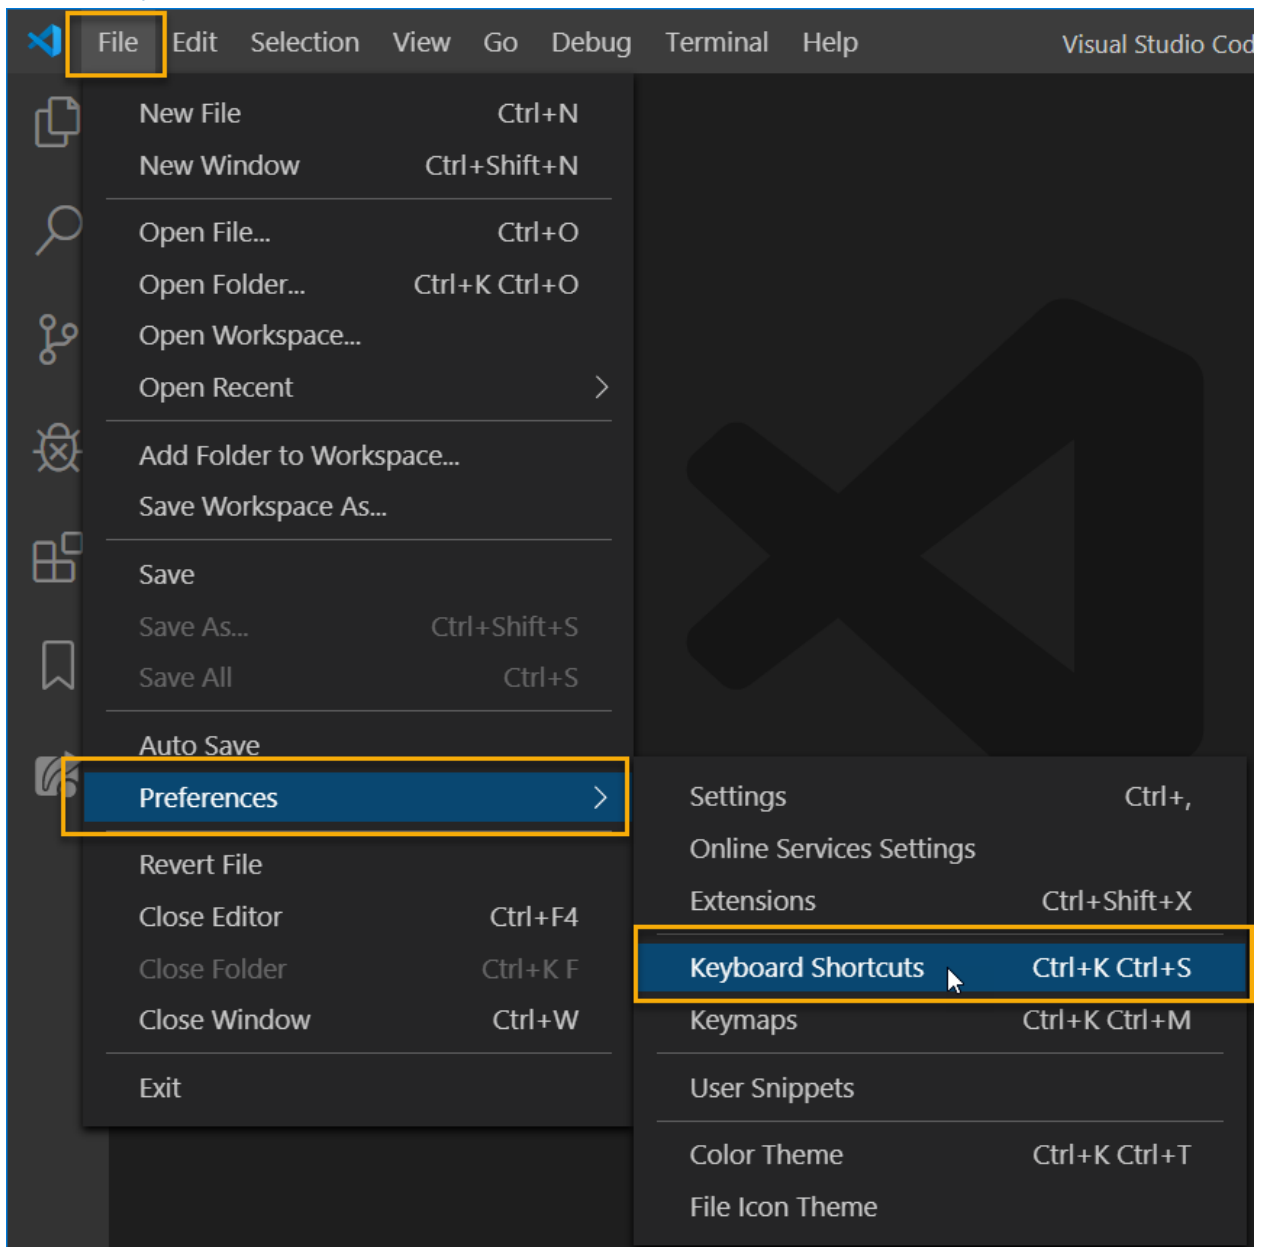 File Edit Selection View Go Debug Terminal Help Visual Studio Cod
New File Ctrl+N
New Window Ctrl+Shift+N
Open File... Ctrl+O
Open Folder... Ctrl+K Ctrl+O
Open Workspace...
Open Recent
Add Folder to Workspace...
Save Workspace As...
Save
Save As... Ctrl+Shift+S
Save All Ctrl+S
Auto Save
Preferences
Revert File
Close Editor Ctrl+F4
Close Folder Ctrl+K F
Close Window Ctrl+W
Exit
Settings Ctrl+,
Online Services Settings
Extensions Ctrl+Shift+X
Keyboard Shortcuts Ctrl+K Ctrl+S
Keymaps Ctrl+K Ctrl+M
User Snippets
Color Theme Ctrl+K Ctrl+T
File Icon Theme